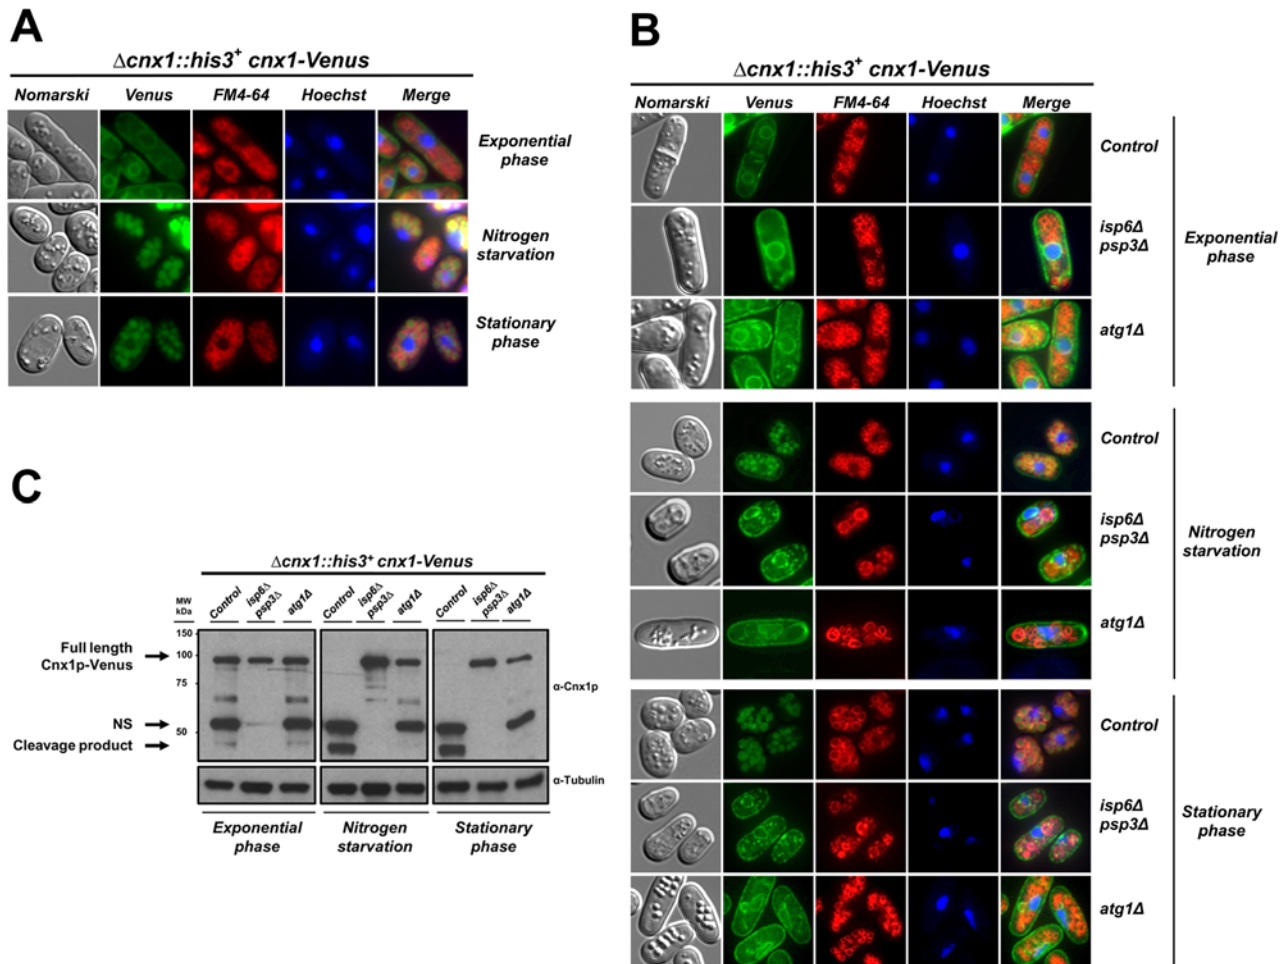 A
Δcnx1::his3⁺ cnx1-Venus
Nomarski Venus FM4-64 Hoechst Merge
Exponential
phase
Nitrogen
starvation
Stationary
phase
B
Δcnx1::his3⁺ cnx1-Venus
Nomarski Venus FM4-64 Hoechst Merge
Control
isp6Δ
psp3Δ
atg1Δ
Exponential
phase
Control
isp6Δ
psp3Δ
atg1Δ
Nitrogen
starvation
Control
isp6Δ
psp3Δ
atg1Δ
Stationary
phase
C
Δcnx1::his3⁺ cnx1-Venus
MW
kDa
Control
isp6Δ
psp3Δ
atg1Δ
Control
isp6Δ
psp3Δ
atg1Δ
Control
isp6Δ
psp3Δ
atg1Δ
150
100
75
50
Full length
Cnx1p-Venus
NS
Cleavage product
α-Cnx1p
α-Tubulin
Exponential
phase
Nitrogen
starvation
Stationary
phase